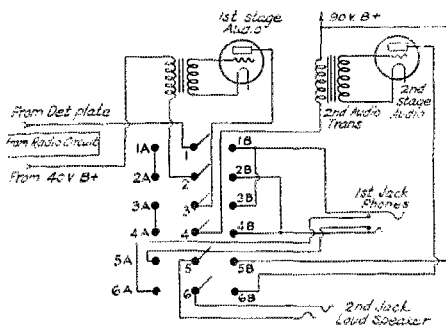 1st stage
Audio
90 V. B+
2nd
stage
Audio
2nd Audio
Trans
From Det plate
From Radio Circuit
From 40V B+
1A 1 1B
2A 2 2B
3A 3 3B
4A 4 4B
5A 5 5B
6A 6 6B
1st Jack
Phones
2nd Jack
Loud Speaker